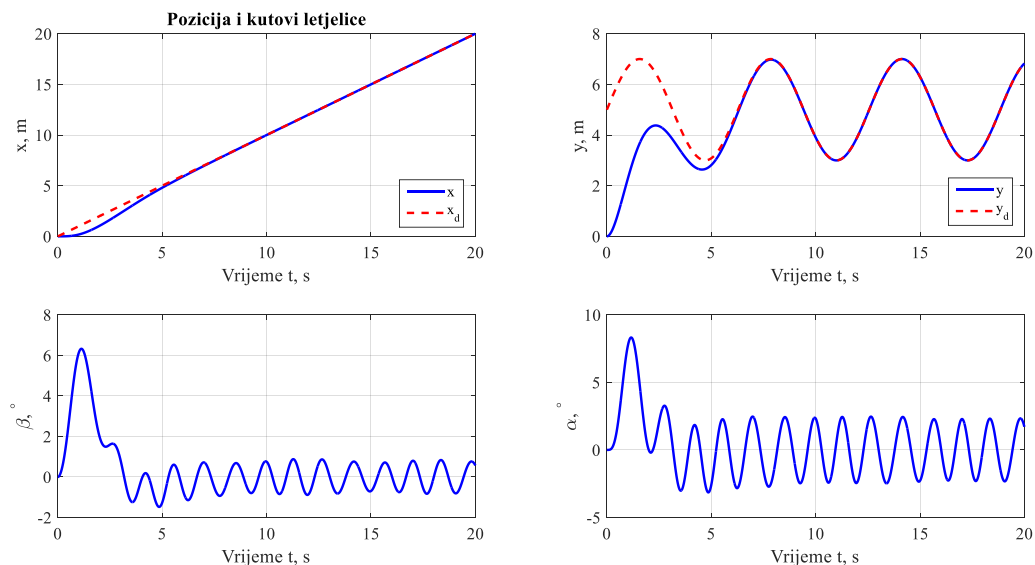 Pozicija i kutovi letjelice
20
15
10
5
0
x, m
x
x_d
0 5 10 15 20
Vrijeme t, s
8
6
4
2
0
y, m
y
y_d
0 5 10 15 20
Vrijeme t, s
8
6
4
2
0
-2
β, °
0 5 10 15 20
Vrijeme t, s
10
5
0
-5
α, °
0 5 10 15 20
Vrijeme t, s